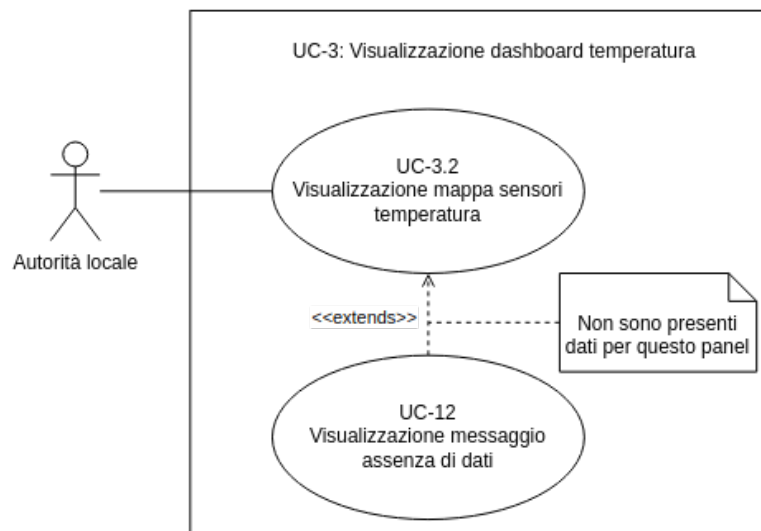 UC-3: Visualizzazione dashboard temperatura
UC-3.2
Visualizzazione mappa sensori
temperatura
Autorità locale
<<extends>>
Non sono presenti
dati per questo panel
UC-12
Visualizzazione messaggio
assenza di dati